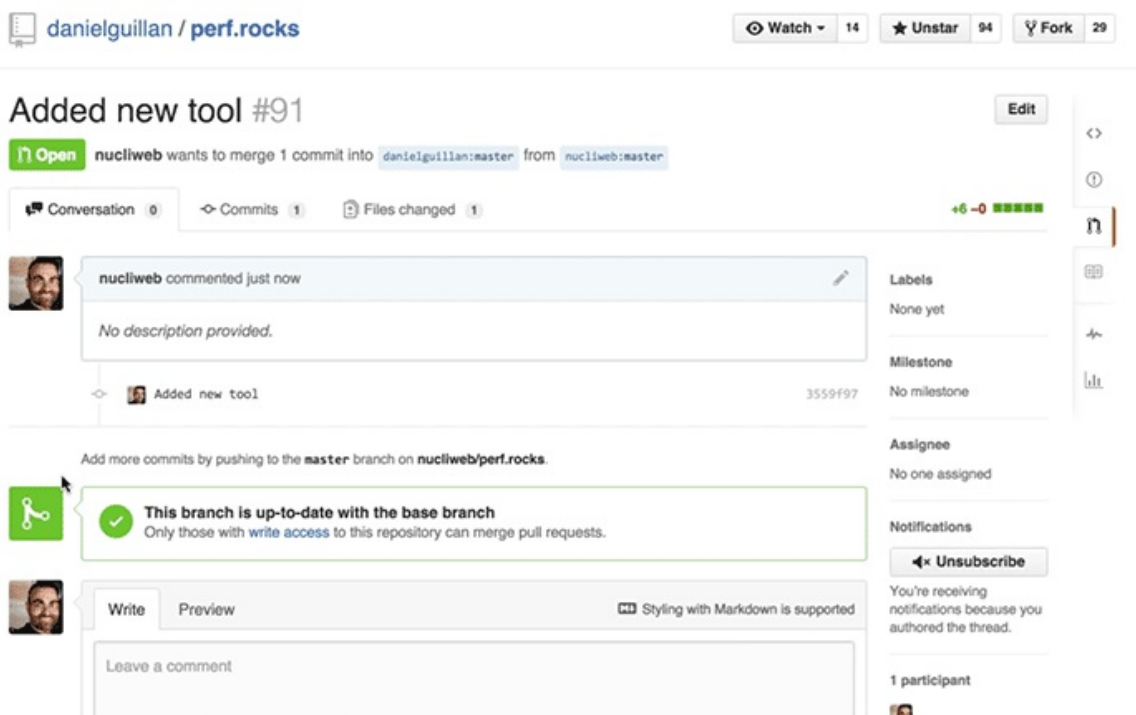 danielguillan / perf.rocks
Watch 14 Unstar 94 Fork 29
Added new tool #91
Edit
Open nucliweb wants to merge 1 commit into danielguillan:master from nucliweb:master
Conversation 0 Commits 1 Files changed 1 +6 −0
nucliweb commented just now
No description provided.
Added new tool 3559f97
Add more commits by pushing to the master branch on nucliweb/perf.rocks.
This branch is up-to-date with the base branch
Only those with write access to this repository can merge pull requests.
Write Preview Styling with Markdown is supported
Leave a comment
Labels
None yet
Milestone
No milestone
Assignee
No one assigned
Notifications
Unsubscribe
You're receiving
notifications because you
authored the thread.
1 participant